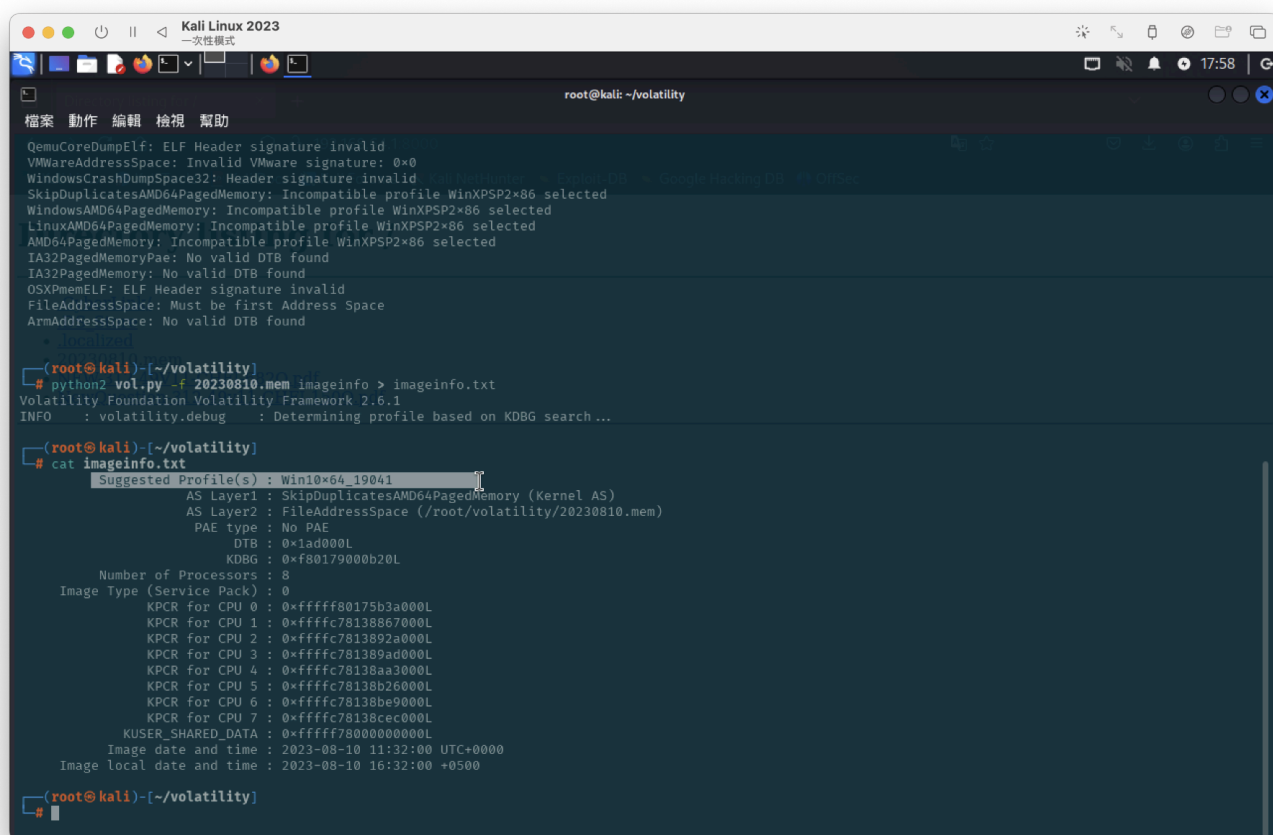 Kali Linux 2023
一次性模式
17:58
root@kali: ~/volatility
檔案 動作 編輯 檢視 幫助
QemuCoreDumpElf: ELF Header signature invalid
VMWareAddressSpace: Invalid VMware signature: 0×0
WindowsCrashDumpSpace32: Header signature invalid
SkipDuplicatesAMD64PagedMemory: Incompatible profile WinXPSP2×86 selected
WindowsAMD64PagedMemory: Incompatible profile WinXPSP2×86 selected
LinuxAMD64PagedMemory: Incompatible profile WinXPSP2×86 selected
AMD64PagedMemory: Incompatible profile WinXPSP2×86 selected
IA32PagedMemoryPae: No valid DTB found
IA32PagedMemory: No valid DTB found
OSXPmemELF: ELF Header signature invalid
FileAddressSpace: Must be first Address Space
ArmAddressSpace: No valid DTB found
.localized
20230810.mem
┌──(root㉿kali)-[~/volatility]
└─# python2 vol.py -f 20230810.mem imageinfo > imageinfo.txt
Volatility Foundation Volatility Framework 2.6.1
INFO    : volatility.debug    : Determining profile based on KDBG search...
┌──(root㉿kali)-[~/volatility]
└─# cat imageinfo.txt
Suggested Profile(s) : Win10×64_19041
AS Layer1 : SkipDuplicatesAMD64PagedMemory (Kernel AS)
AS Layer2 : FileAddressSpace (/root/volatility/20230810.mem)
PAE type : No PAE
DTB : 0×1ad000L
KDBG : 0×f80179000b20L
Number of Processors : 8
Image Type (Service Pack) : 0
KPCR for CPU 0 : 0×fffff80175b3a000L
KPCR for CPU 1 : 0×ffffc78138867000L
KPCR for CPU 2 : 0×ffffc7813892a000L
KPCR for CPU 3 : 0×ffffc781389ad000L
KPCR for CPU 4 : 0×ffffc78138aa3000L
KPCR for CPU 5 : 0×ffffc78138b26000L
KPCR for CPU 6 : 0×ffffc78138be9000L
KPCR for CPU 7 : 0×ffffc78138cec000L
KUSER_SHARED_DATA : 0×fffff78000000000L
Image date and time : 2023-08-10 11:32:00 UTC+0000
Image local date and time : 2023-08-10 16:32:00 +0500
┌──(root㉿kali)-[~/volatility]
└─#